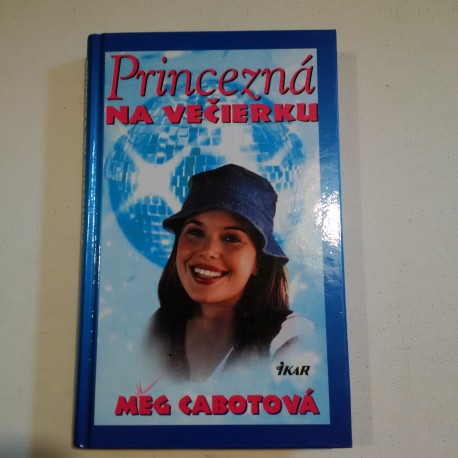 Princezná
NA VEČIERKU
IKAR
MEG CABOTOVÁ